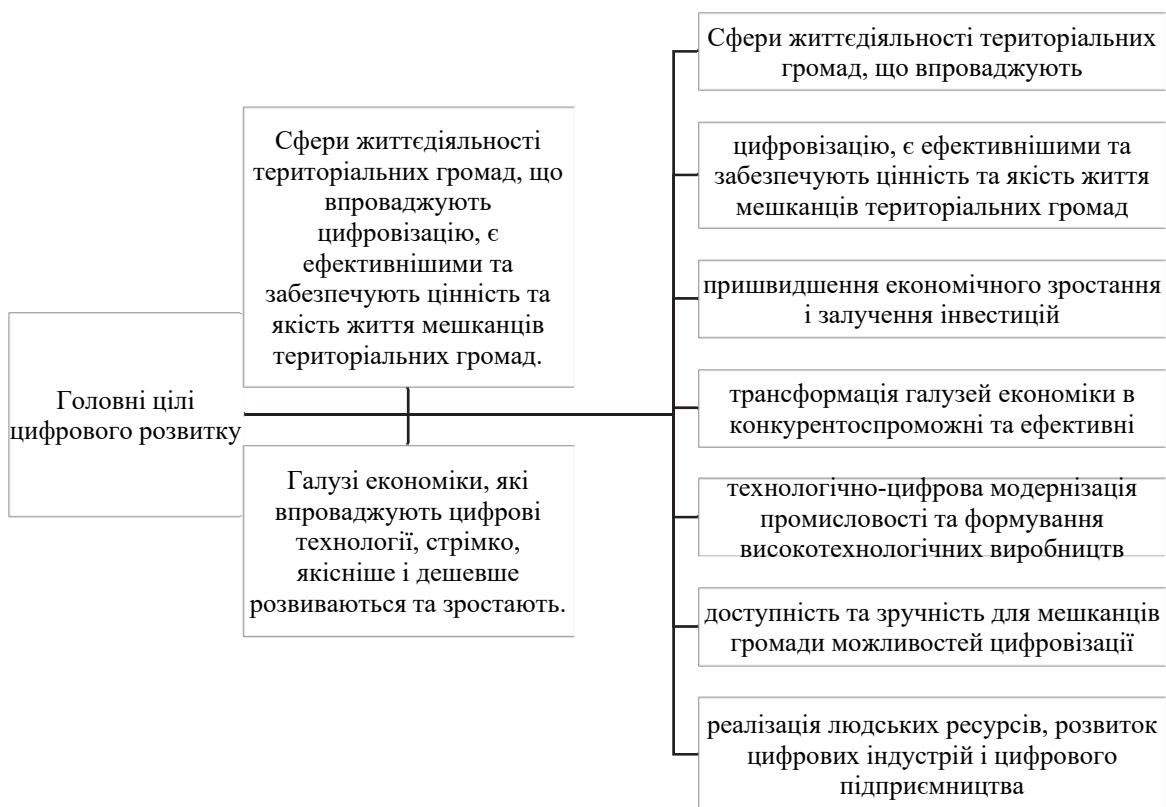 Головні цілі
цифрового розвитку
Сфери життєдіяльності
територіальних громад, що
впроваджують
цифровізацію, є
ефективнішими та
забезпечують цінність та
якість життя мешканців
територіальних громад.
Галузі економіки, які
впроваджують цифрові
технології, стрімко,
якісніше і дешевше
розвиваються та зростають.
Сфери життєдіяльності територіальних
громад, що впроваджують
цифровізацію, є ефективнішими та
забезпечують цінність та якість життя
мешканців територіальних громад
пришвидшення економічного зростання
і залучення інвестицій
трансформація галузей економіки в
конкурентоспроможні та ефективні
технологічно-цифрова модернізація
промисловості та формування
високотехнологічних виробництв
доступність та зручність для мешканців
громади можливостей цифровізації
реалізація людських ресурсів, розвиток
цифрових індустрій і цифрового
підприємництва